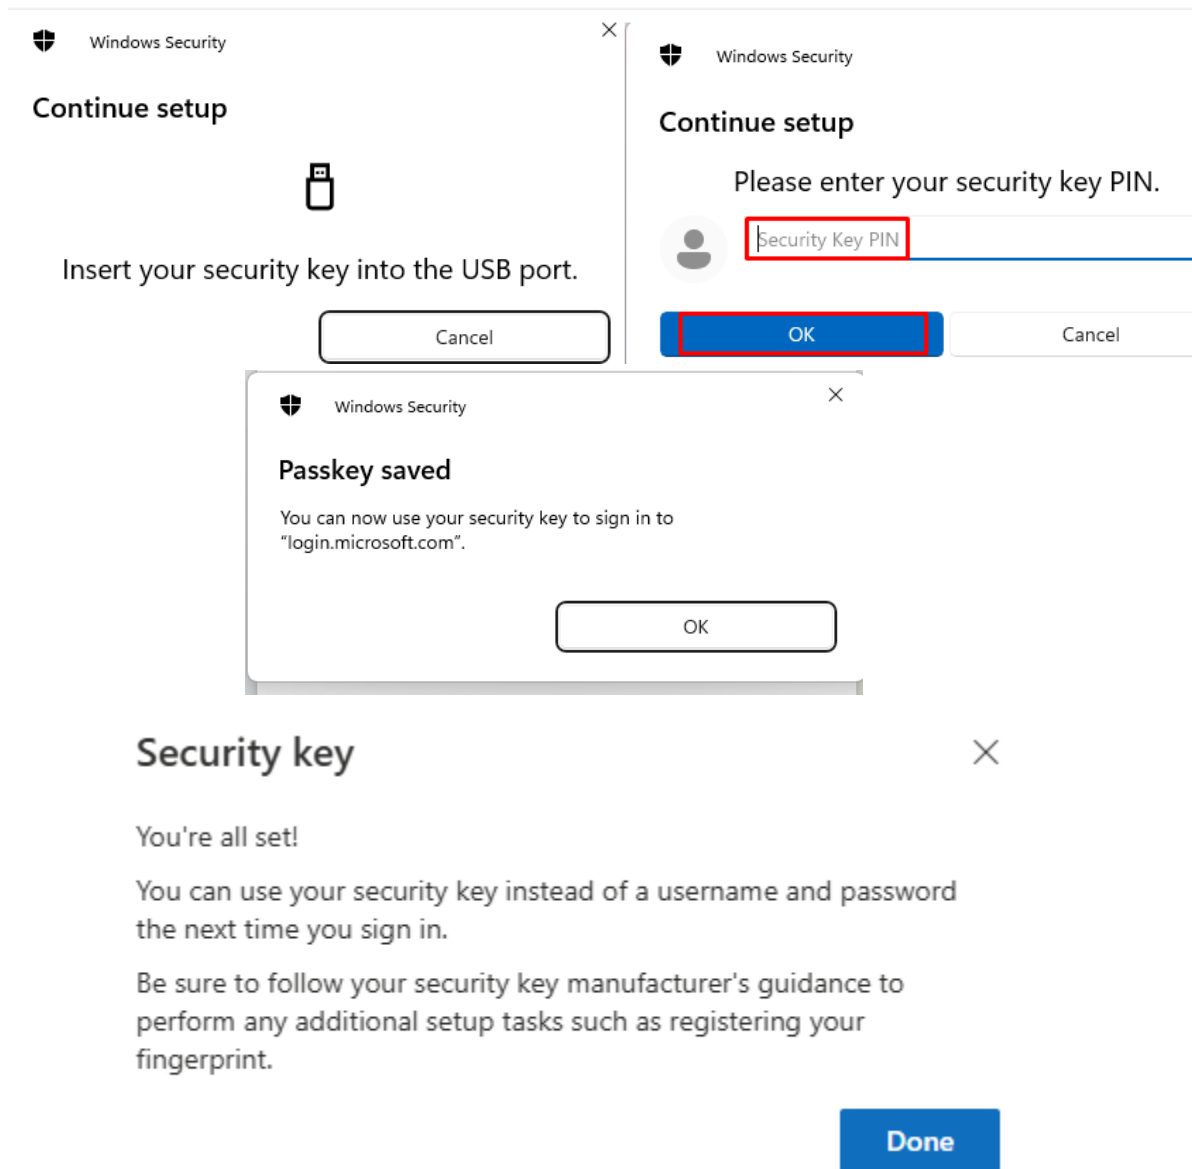 Windows Security
Continue setup
Insert your security key into the USB port.
Cancel
Windows Security
Continue setup
Please enter your security key PIN.
Security Key PIN
OK
Cancel
Windows Security
Passkey saved
You can now use your security key to sign in to
“login.microsoft.com”.
OK
Security key
You're all set!
You can use your security key instead of a username and password
the next time you sign in.
Be sure to follow your security key manufacturer's guidance to
perform any additional setup tasks such as registering your
fingerprint.
Done